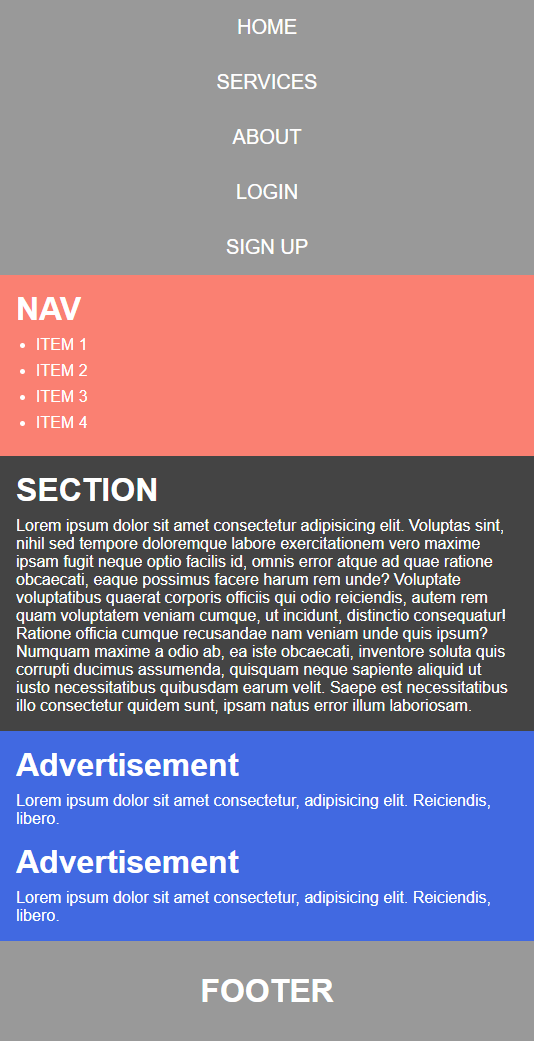 HOME
SERVICES
ABOUT
LOGIN
SIGN UP
NAV
ITEM 1
ITEM 2
ITEM 3
ITEM 4
SECTION
Lorem ipsum dolor sit amet consectetur adipisicing elit. Voluptas sint,
nihil sed tempore doloremque labore exercitationem vero maxime
ipsam fugit neque optio facilis id, omnis error atque ad quae ratione
obcaecati, eaque possimus facere harum rem unde? Voluptate
voluptatibus quaerat corporis officiis qui odio reiciendis, autem rem
quam voluptatem veniam cumque, ut incidunt, distinctio consequatur!
Ratione officia cumque recusandae nam veniam unde quis ipsum?
Numquam maxime a odio ab, ea iste obcaecati, inventore soluta quis
corrupti ducimus assumenda, quisquam neque sapiente aliquid ut
iusto necessitatibus quibusdam earum velit. Saepe est necessitatibus
illo consectetur quidem sunt, ipsam natus error illum laboriosam.
Advertisement
Lorem ipsum dolor sit amet consectetur, adipisicing elit. Reiciendis,
libero.
Advertisement
Lorem ipsum dolor sit amet consectetur, adipisicing elit. Reiciendis,
libero.
FOOTER